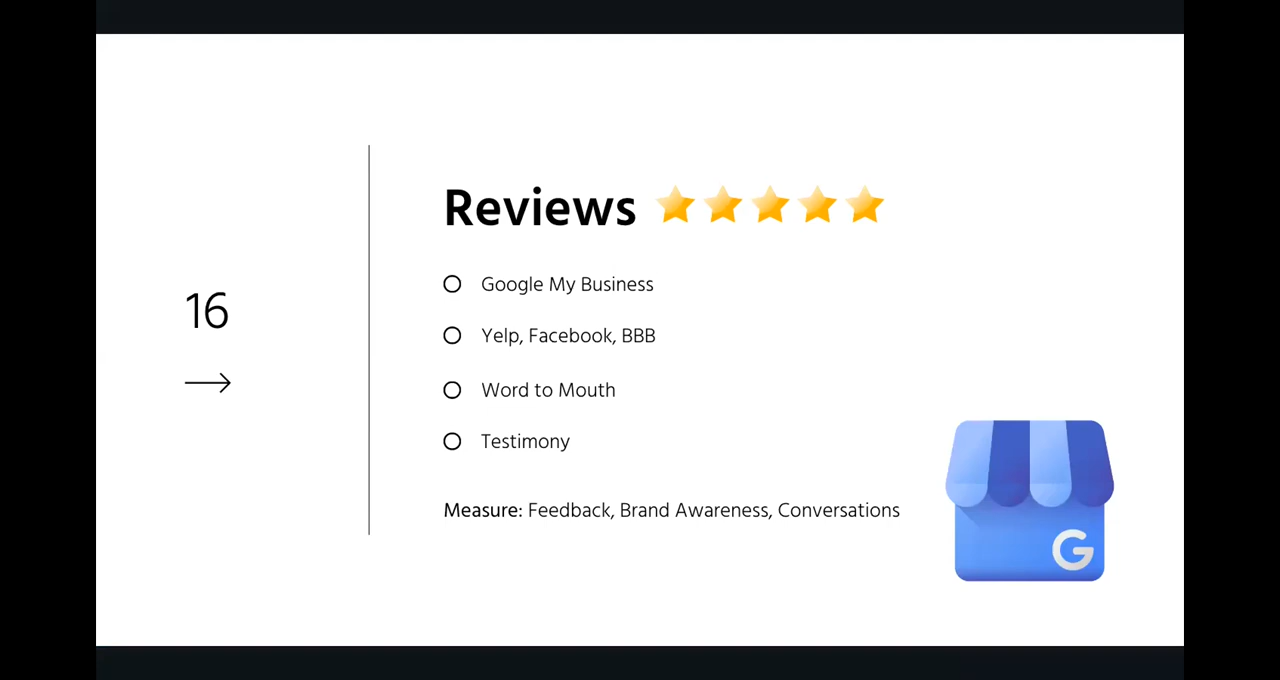 16
Reviews
Google My Business
Yelp, Facebook, BBB
Word to Mouth
Testimony
Measure: Feedback, Brand Awareness, Conversations
G